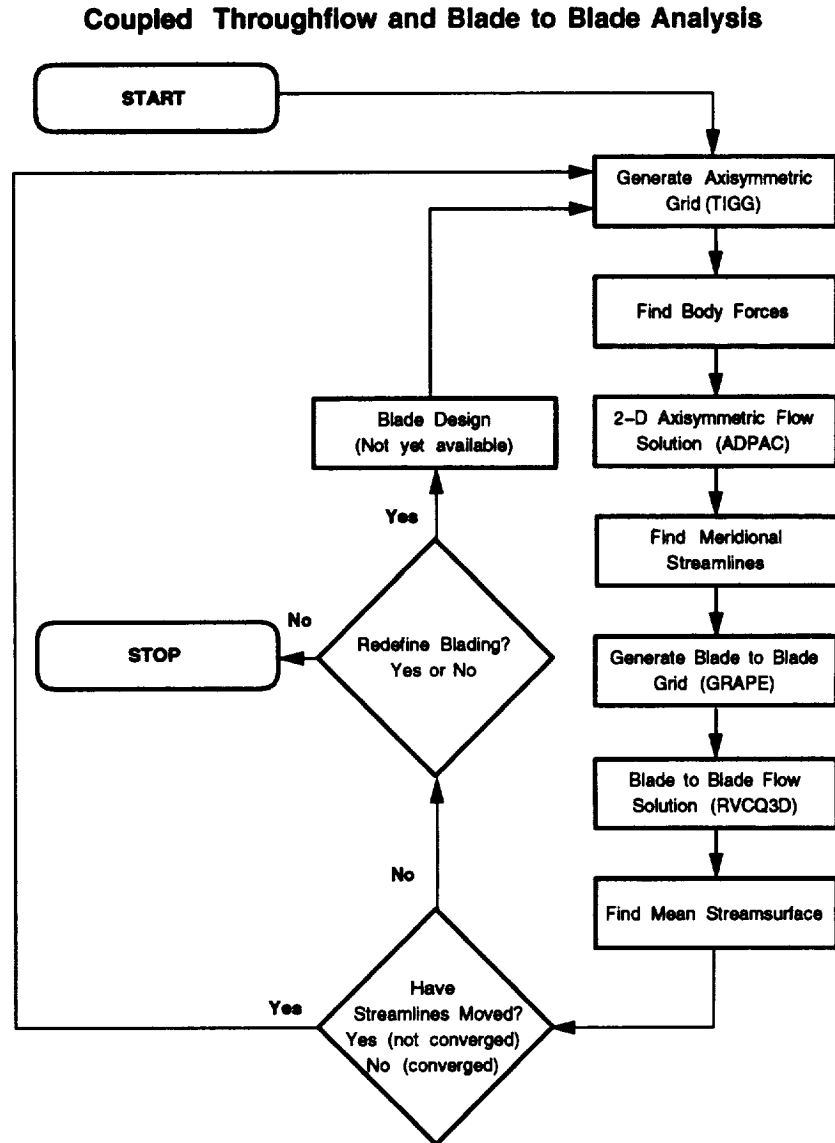 Coupled Throughflow and Blade to Blade Analysis
START
Generate Axisymmetric
Grid (TIGG)
Find Body Forces
2-D Axisymmetric Flow
Solution (ADPAC)
Find Meridional
Streamlines
Generate Blade to Blade
Grid (GRAPE)
Blade to Blade Flow
Solution (RVCQ3D)
Find Mean Streamsurface
Have
Streamlines Moved?
Yes (not converged)
No (converged)
Yes
No
Redefine Blading?
Yes or No
No
STOP
Yes
Blade Design
(Not yet available)